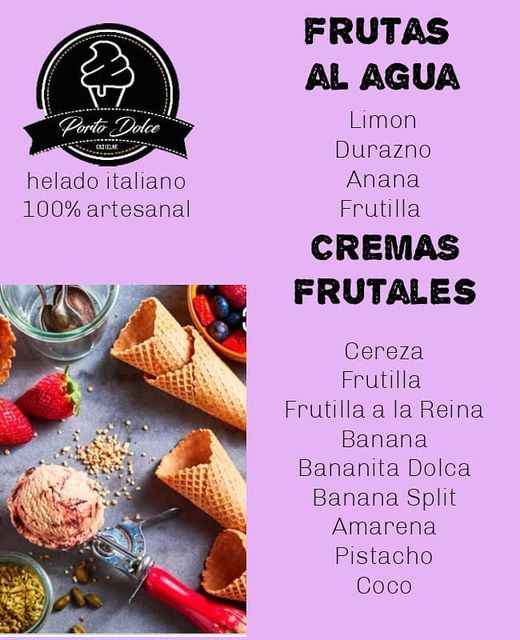 Porto Dolce
CASTELAR
helado italiano
100% artesanal
FRUTAS
AL AGUA
Limon
Durazno
Anana
Frutilla
CREMAS
FRUTALES
Cereza
Frutilla
Frutilla a la Reina
Banana
Bananita Dolca
Banana Split
Amarena
Pistacho
Coco